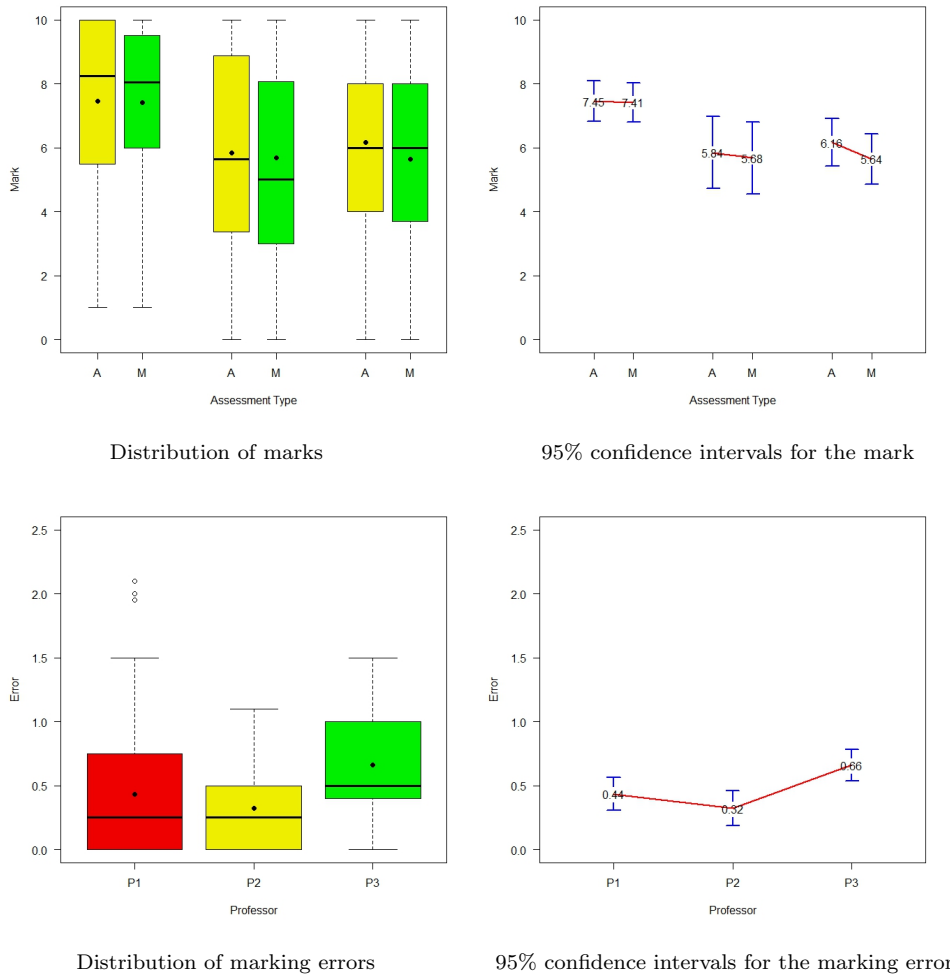 10
8
6
4
2
0
Mark
A M A M A M
Assessment Type
Distribution of marks
10
8
6
4
2
0
Mark
7.45 7.41
5.84 5.68
6.16 5.64
A M A M A M
Assessment Type
95% confidence intervals for the mark
2.5
2.0
1.5
1.0
0.5
0.0
Error
P1 P2 P3
Professor
Distribution of marking errors
2.5
2.0
1.5
1.0
0.5
0.0
Error
0.44 0.32 0.66
P1 P2 P3
Professor
95% confidence intervals for the marking error